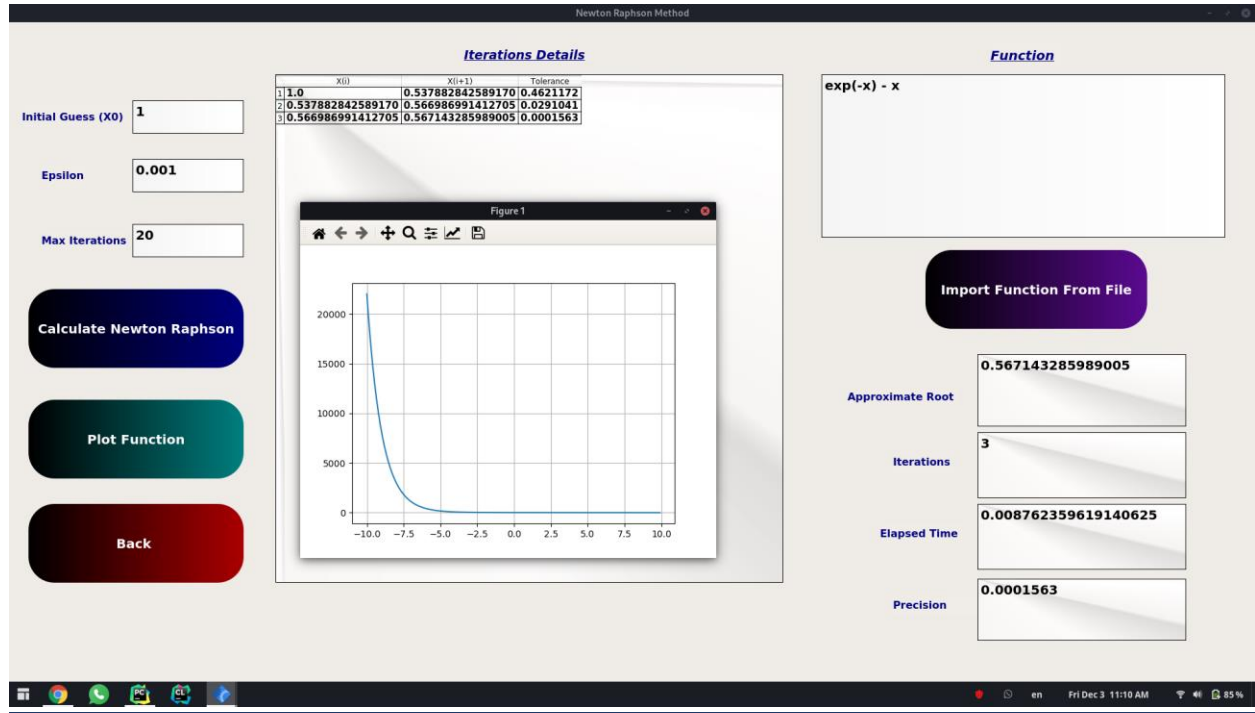 Newton Raphson Method
Iterations Details
Function
Initial Guess (X0)
1
Epsilon
0.001
Max Iterations
20
Calculate Newton Raphson
Plot Function
Back
X(i) X(i+1) Tolerance
1 1.0 0.537882842589170 0.4621172
2 0.537882842589170 0.566986991412705 0.0291041
3 0.566986991412705 0.567143285989005 0.0001563
Figure 1
20000
15000
10000
5000
0
−10.0 −7.5 −5.0 −2.5 0.0 2.5 5.0 7.5 10.0
exp(-x) - x
Import Function From File
Approximate Root
0.567143285989005
Iterations
3
Elapsed Time
0.008762359619140625
Precision
0.0001563
PC CL
en Fri Dec 3 11:10 AM 85 %